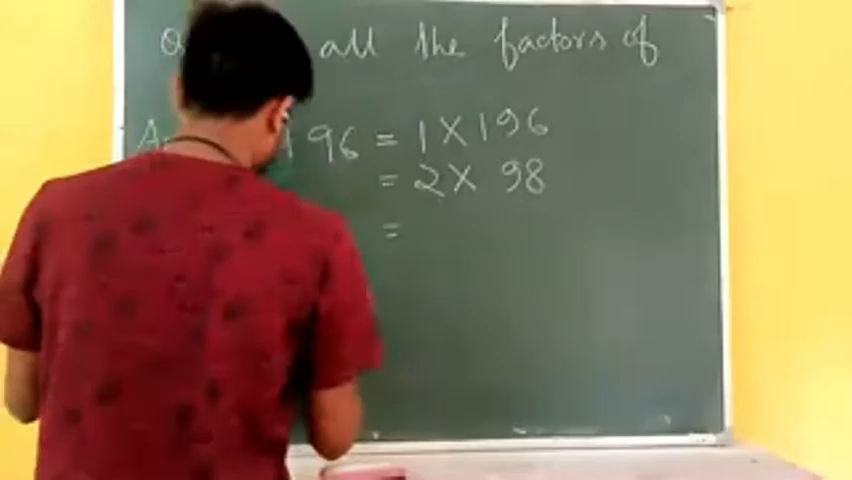 all the factors of
196 = 1 X 196
= 2 X 98
=